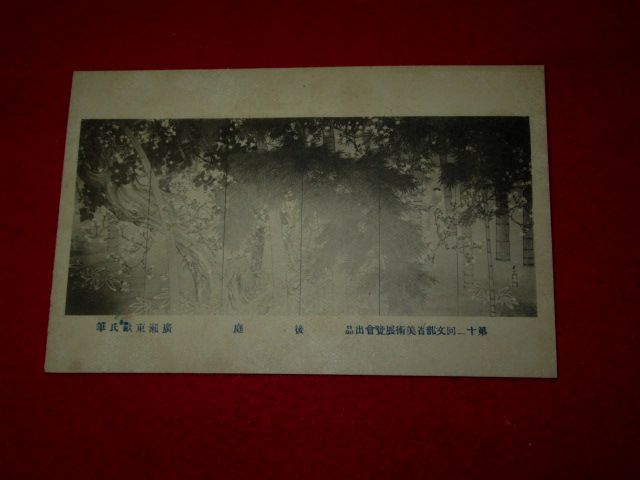 第十二回文部省美術展覽會出品　後庭　廣瀬東畝氏筆